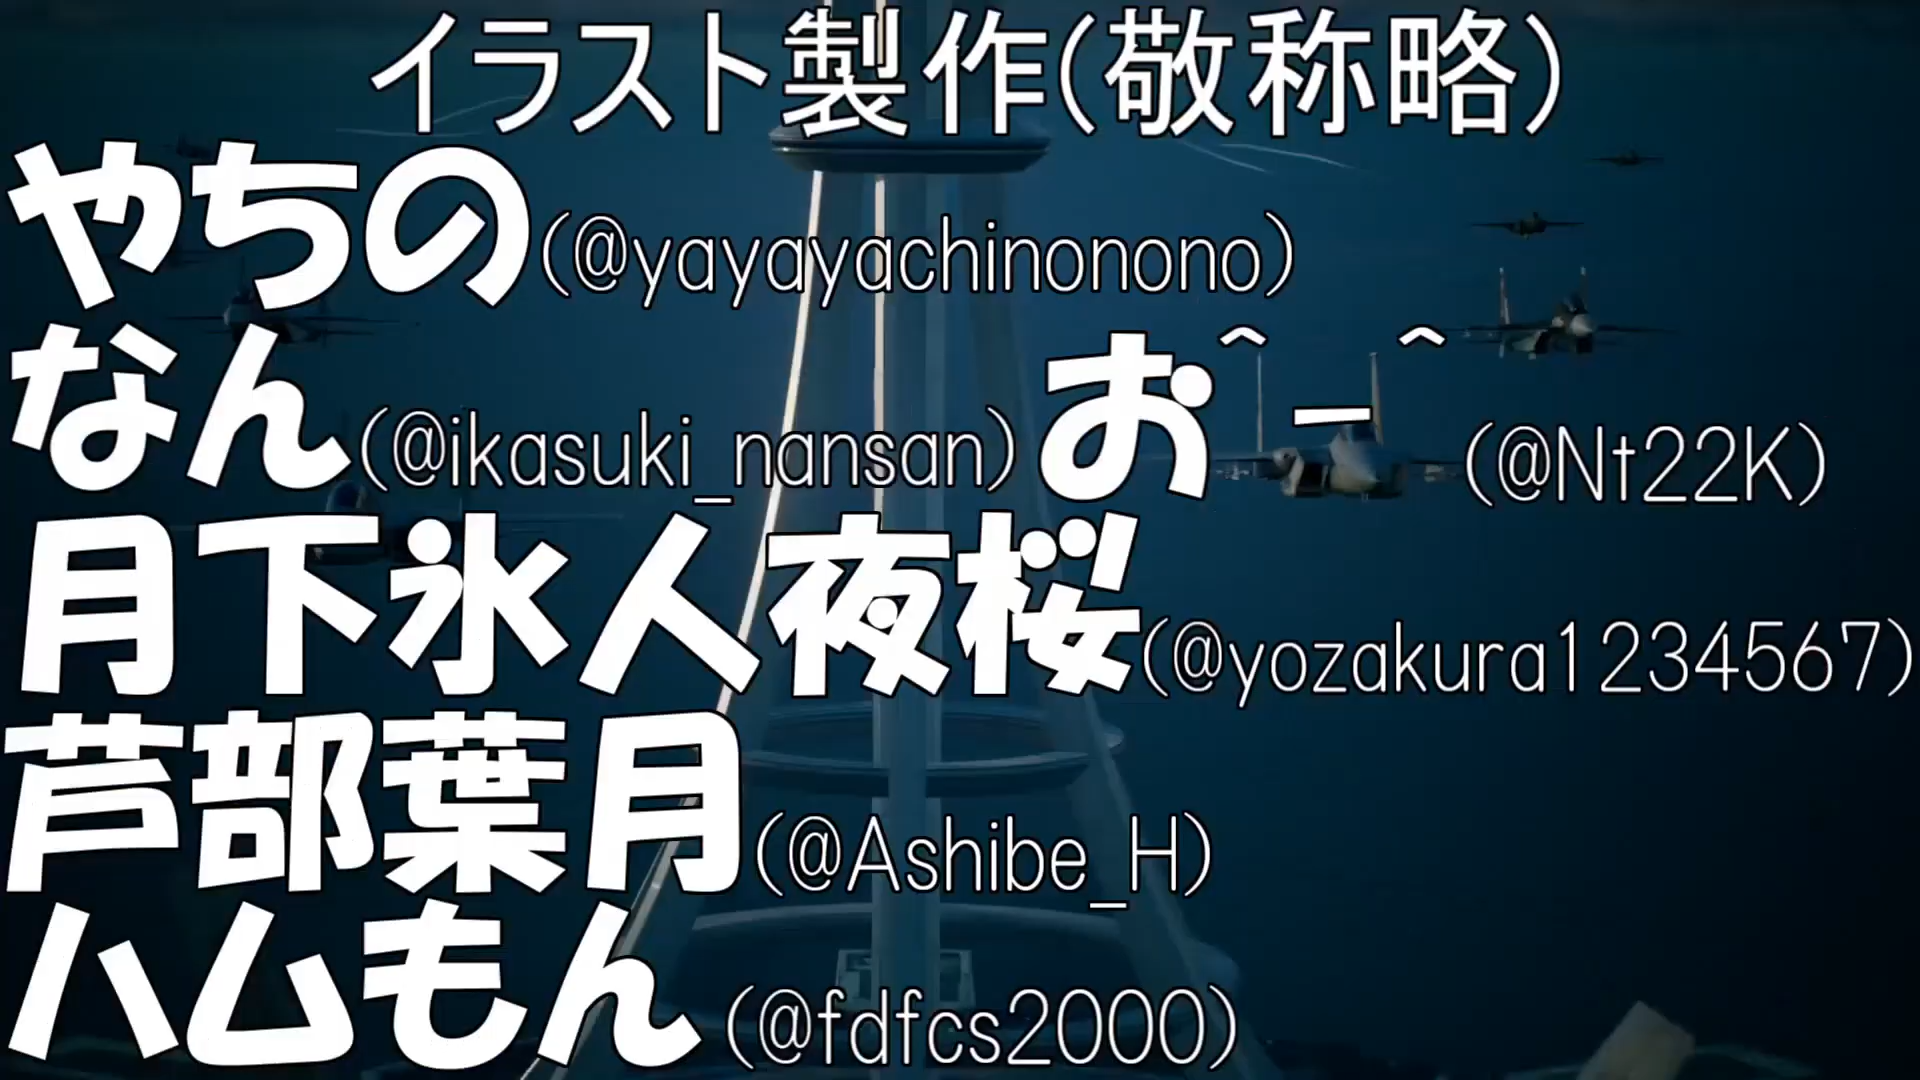 イラスト製作(敬称略)
やちの(@yayayachinonono)
なん(@ikasuki_nansan) お^-^(@Nt22K)
月下氷人夜桜(@yozakura1234567)
芦部葉月(@Ashibe_H)
ハムもん(@fdfcs2000)